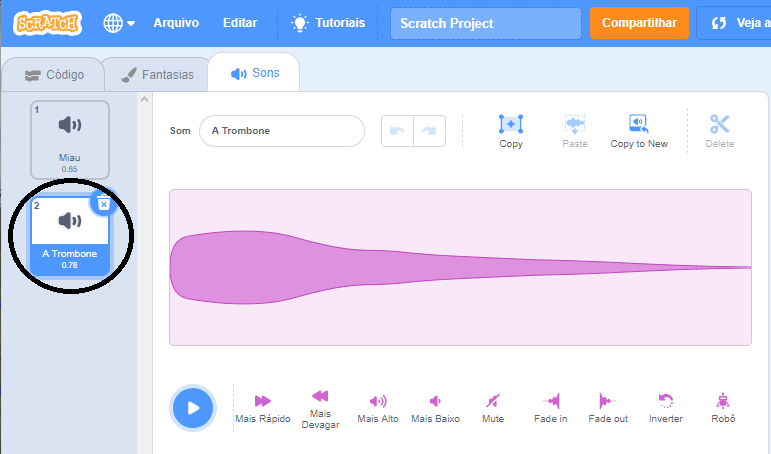 SCRATCH
Arquivo
Editar
Tutoriais
Scratch Project
Compartilhar
Veja a
Código
Fantasias
Sons
1
Miau
0.85
2
A Trombone
0.78
Som
A Trombone
Copy
Paste
Copy to New
Delete
Mais Rápido
Mais
Devagar
Mais Alto
Mais Baixo
Mute
Fade in
Fade out
Inverter
Robô